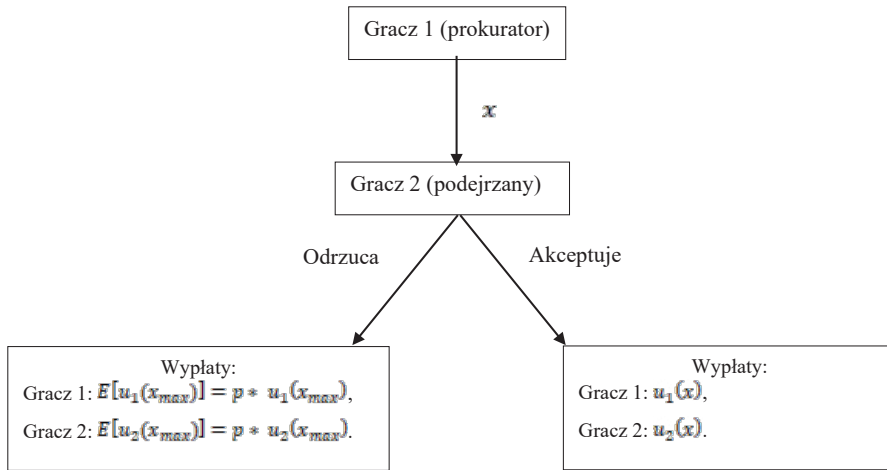 Gracz 1 (prokurator)
x
Gracz 2 (podejrzany)
Odrzuca
Akceptuje
Wypłaty:
Gracz 1: E[u₁(xₘₐₓ)] = p * u₁(xₘₐₓ),
Gracz 2: E[u₂(xₘₐₓ)] = p * u₂(xₘₐₓ).
Wypłaty:
Gracz 1: u₁(x),
Gracz 2: u₂(x).